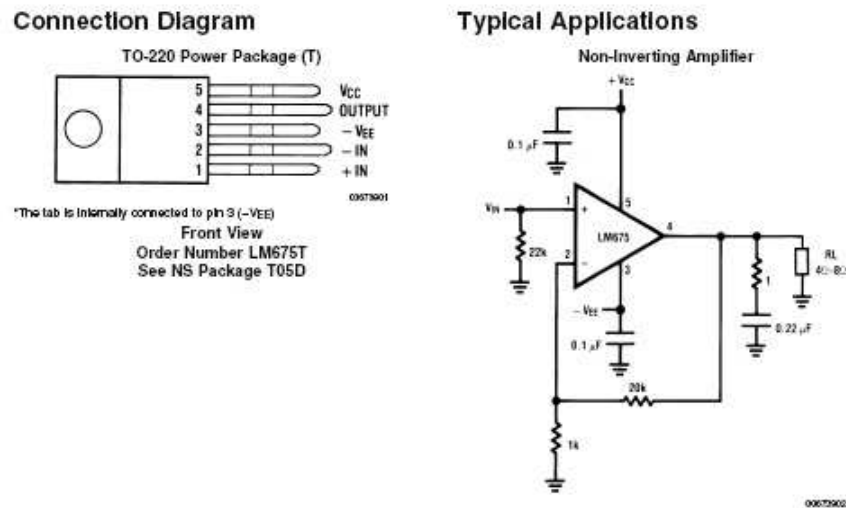 Connection Diagram
TO-220 Power Package (T)
5 VCC
4 OUTPUT
3 −VEE
2 −IN
1 +IN
00673901
*The tab is internally connected to pin 3 (−VEE)
Front View
Order Number LM675T
See NS Package T05D
Typical Applications
Non-Inverting Amplifier
+VCC
0.1 μF
VIN
1
+
5
LM675
4
22k
2
−
3
RL
4Ω-8Ω
1
−VEE
0.22 μF
0.1 μF
20k
1k
00673902